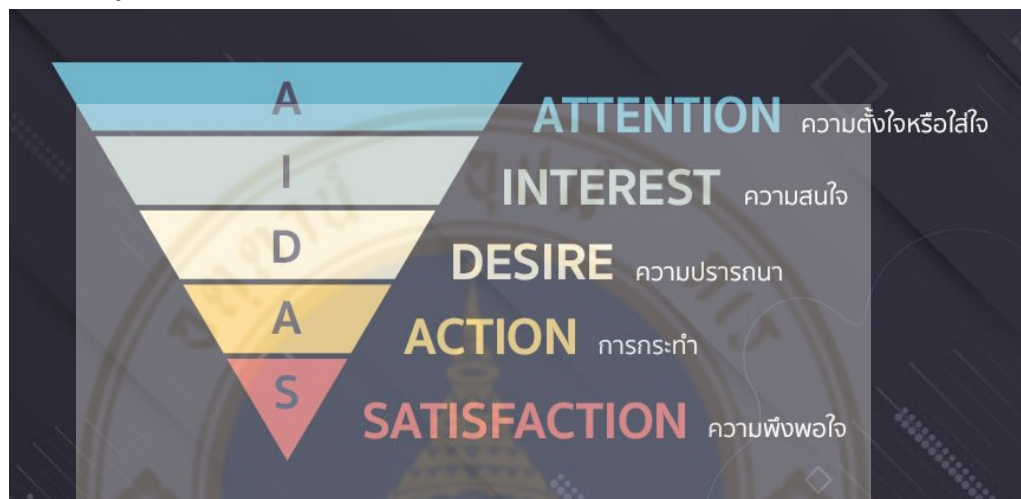 A ATTENTION ความตั้งใจหรือใส่ใจ
I INTEREST ความสนใจ
D DESIRE ความปรารถนา
A ACTION การกระทำ
S SATISFACTION ความพึงพอใจ